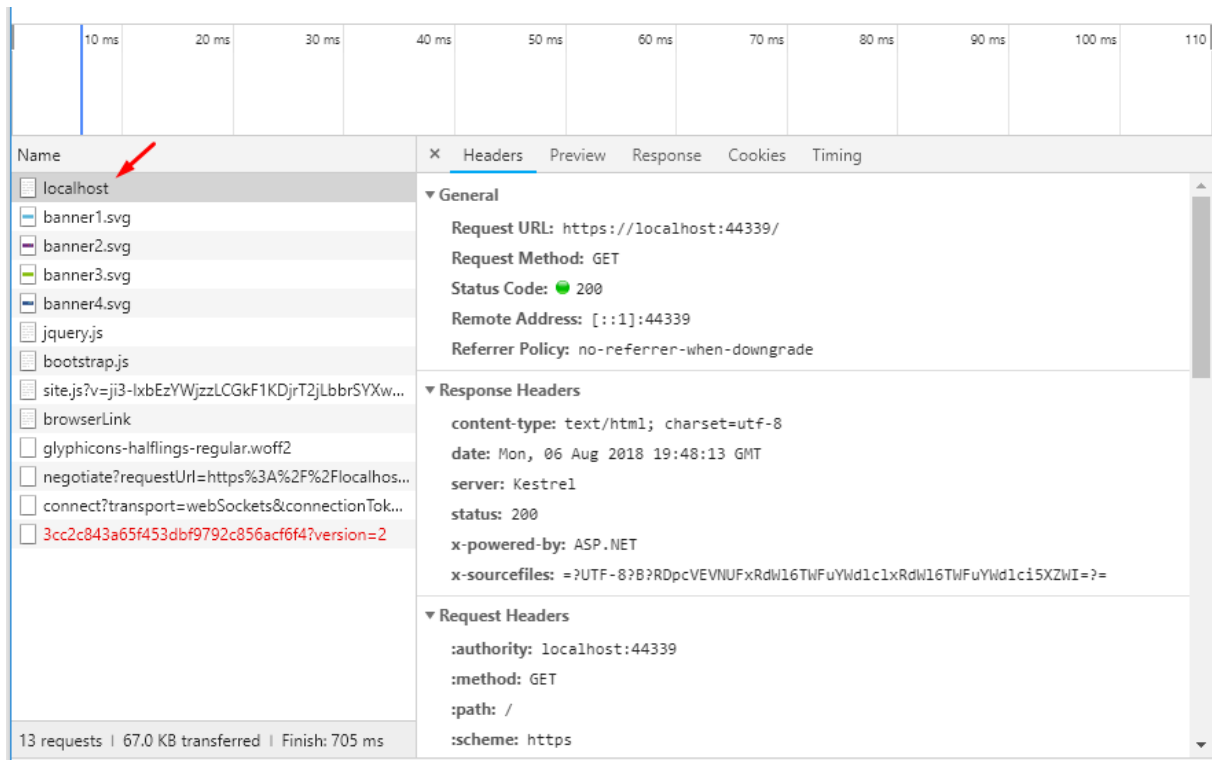 10 ms 20 ms 30 ms 40 ms 50 ms 60 ms 70 ms 80 ms 90 ms 100 ms 110
Name
localhost
banner1.svg
banner2.svg
banner3.svg
banner4.svg
jquery.js
bootstrap.js
site.js?v=ji3-IxbEzYWjzzLCGkF1KDjrT2jLbbrSYXw...
browserLink
glyphicons-halflings-regular.woff2
negotiate?requestUrl=https%3A%2F%2Flocalhos...
connect?transport=webSockets&connectionTok...
3cc2c843a65f453dbf9792c856acf6f4?version=2
13 requests | 67.0 KB transferred | Finish: 705 ms
× Headers Preview Response Cookies Timing
▼ General
Request URL: https://localhost:44339/
Request Method: GET
Status Code: 200
Remote Address: [::1]:44339
Referrer Policy: no-referrer-when-downgrade
▼ Response Headers
content-type: text/html; charset=utf-8
date: Mon, 06 Aug 2018 19:48:13 GMT
server: Kestrel
status: 200
x-powered-by: ASP.NET
x-sourcefiles: =?UTF-8?B?RDpcVEVNUFxRdWl6TWFuYWdlclxRdWl6TWFuYWdlci5XZWI=?=
▼ Request Headers
:authority: localhost:44339
:method: GET
:path: /
:scheme: https